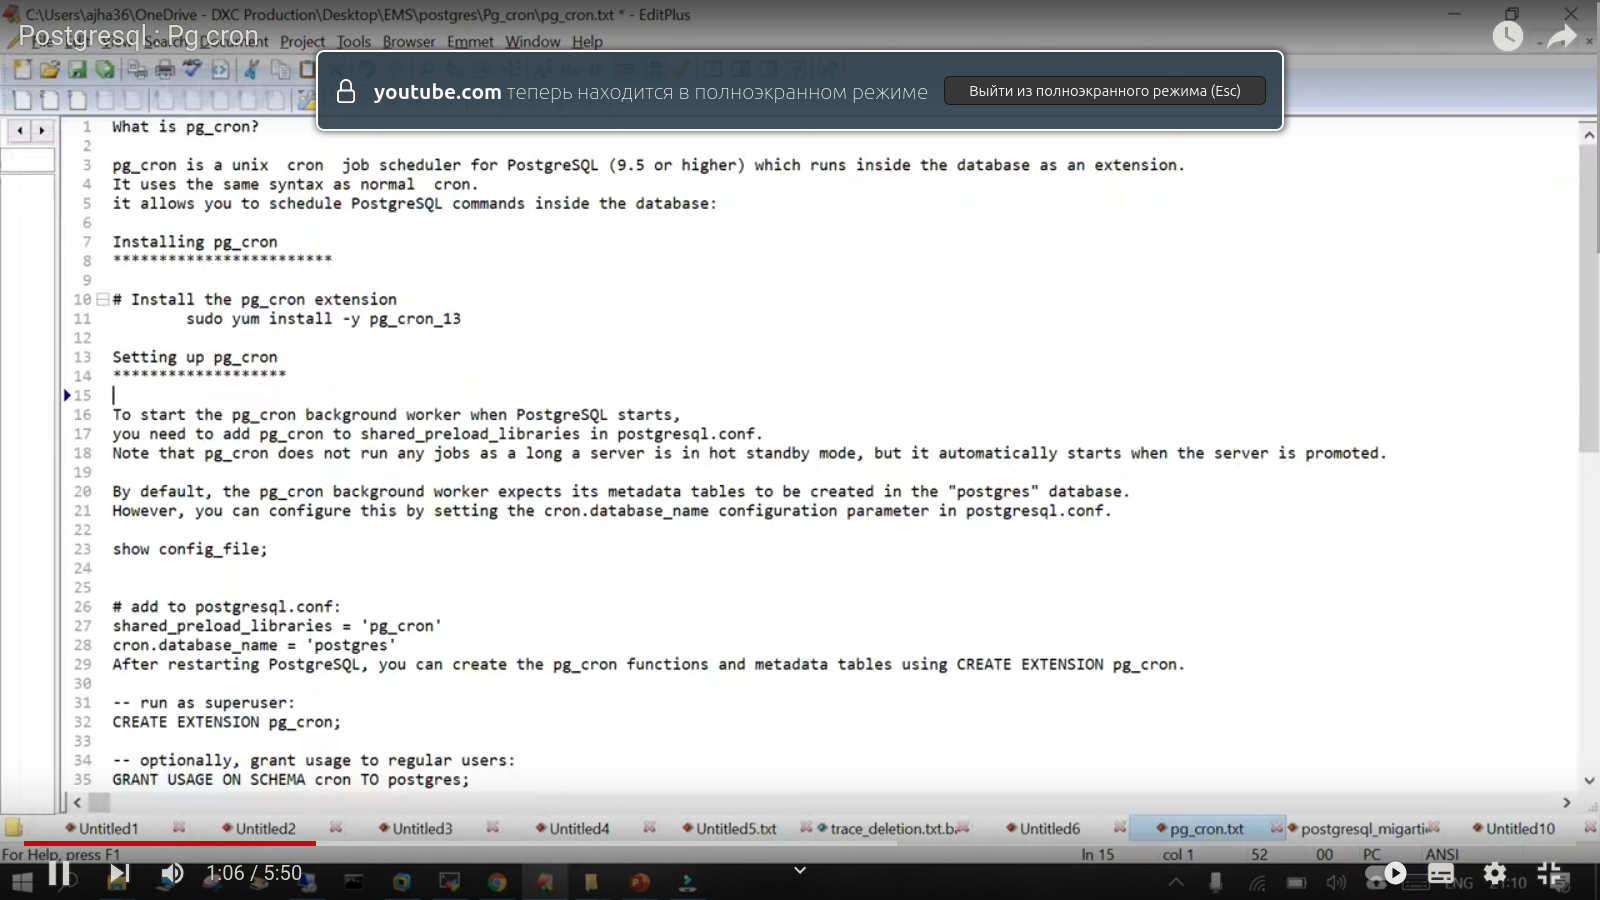 C:\Users\ajha36\OneDrive - DXC Production\Desktop\EMS\postgres\Pg_cron\pg_cron.txt * - EditPlus
Postgresql : Pg cron
Search Document Project Tools Browser Emmet Window Help
youtube.com теперь находится в полноэкранном режиме
Выйти из полноэкранного режима (Esc)
1 What is pg_cron?
2
3 pg_cron is a unix cron job scheduler for PostgreSQL (9.5 or higher) which runs inside the database as an extension.
4 It uses the same syntax as normal cron.
5 it allows you to schedule PostgreSQL commands inside the database:
6
7 Installing pg_cron
8 ************************
9
10 # Install the pg_cron extension
11 sudo yum install -y pg_cron_13
12
13 Setting up pg_cron
14 *******************
15
16 To start the pg_cron background worker when PostgreSQL starts,
17 you need to add pg_cron to shared_preload_libraries in postgresql.conf.
18 Note that pg_cron does not run any jobs as a long a server is in hot standby mode, but it automatically starts when the server is promoted.
19
20 By default, the pg_cron background worker expects its metadata tables to be created in the "postgres" database.
21 However, you can configure this by setting the cron.database_name configuration parameter in postgresql.conf.
22
23 show config_file;
24
25
26 # add to postgresql.conf:
27 shared_preload_libraries = 'pg_cron'
28 cron.database_name = 'postgres'
29 After restarting PostgreSQL, you can create the pg_cron functions and metadata tables using CREATE EXTENSION pg_cron.
30
31 -- run as superuser:
32 CREATE EXTENSION pg_cron;
33
34 -- optionally, grant usage to regular users:
35 GRANT USAGE ON SCHEMA cron TO postgres;
Untitled1 Untitled2 Untitled3 Untitled4 Untitled5.txt trace_deletion.txt.b Untitled6 pg_cron.txt postgresql_migarti Untitled10
For Help, press F1 ln 15 col 1 52 00 PC ANSI
1:06 / 5:50 ENG 21:10